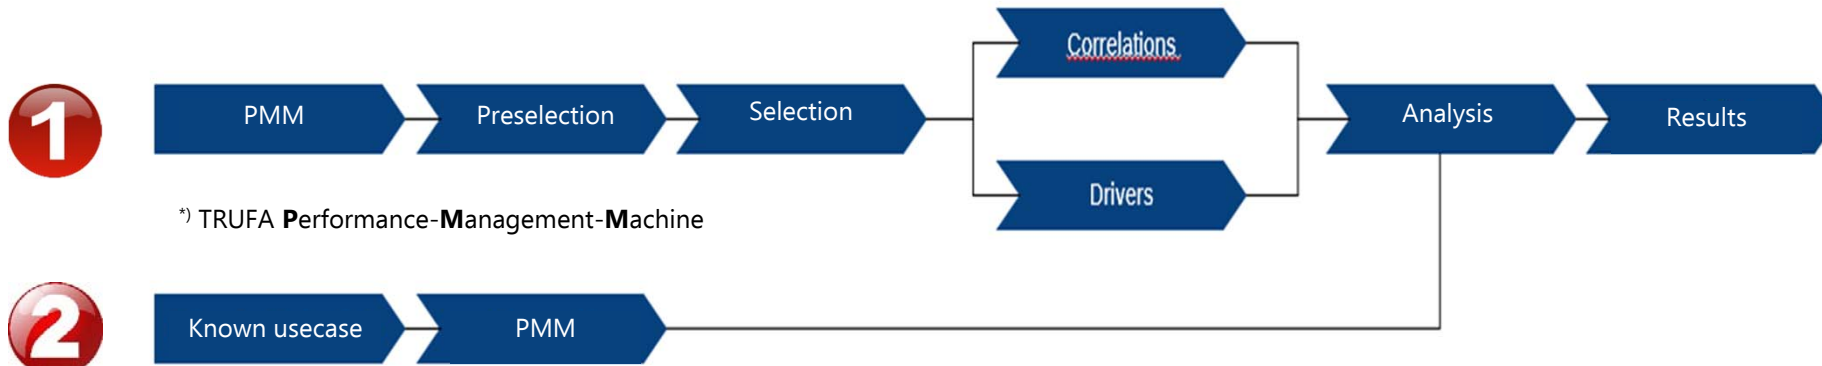 Correlations
1
PMM
Preselection
Selection
Analysis
Results
Drivers
*) TRUFA Performance-Management-Machine
2
Known usecase
PMM